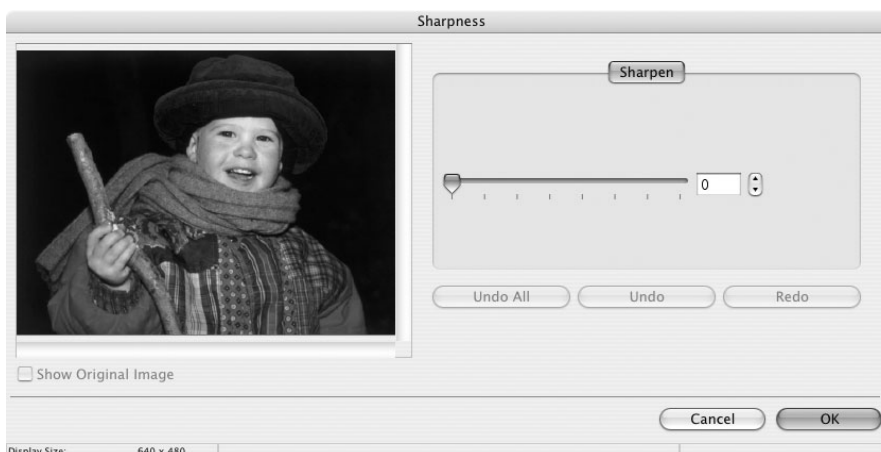 Sharpness
Sharpen
0
Undo All Undo Redo
Show Original Image
Cancel OK
Display Size: 640 x 480